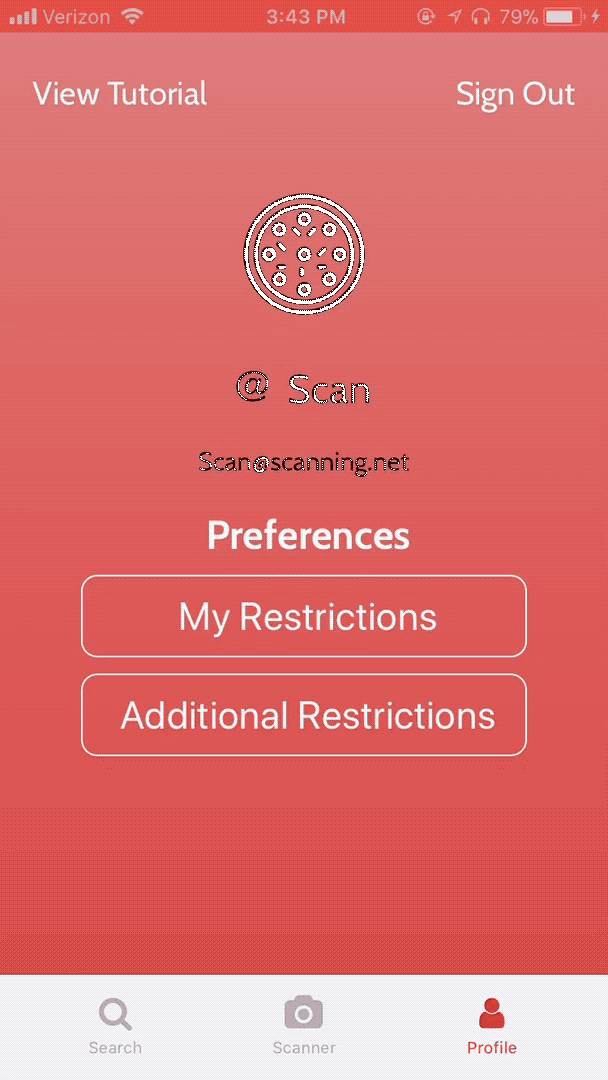 Verizon 3:43 PM 79%
View Tutorial Sign Out
@ Scan
Scan@scanning.net
Preferences
My Restrictions
Additional Restrictions
Search Scanner Profile